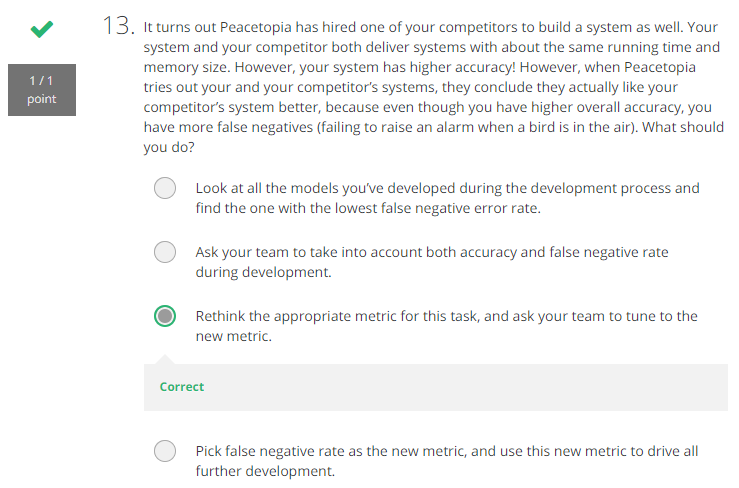 13. It turns out Peacetopia has hired one of your competitors to build a system as well. Your
system and your competitor both deliver systems with about the same running time and
memory size. However, your system has higher accuracy! However, when Peacetopia
tries out your and your competitor's systems, they conclude they actually like your
competitor's system better, because even though you have higher overall accuracy, you
have more false negatives (failing to raise an alarm when a bird is in the air). What should
you do?
1 / 1
point
Look at all the models you've developed during the development process and
find the one with the lowest false negative error rate.
Ask your team to take into account both accuracy and false negative rate
during development.
Rethink the appropriate metric for this task, and ask your team to tune to the
new metric.
Correct
Pick false negative rate as the new metric, and use this new metric to drive all
further development.